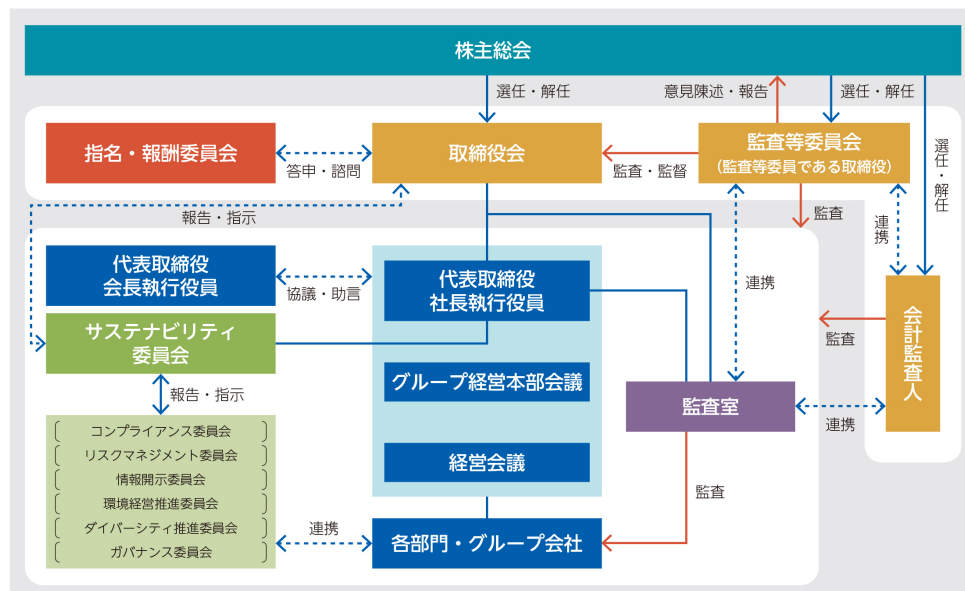 株主総会
選任・解任
意見陳述・報告
選任・解任
選任・解任
指名・報酬委員会
答申・諮問
取締役会
監査・監督
監査等委員会
（監査等委員である取締役）
報告・指示
監査
連携
連携
代表取締役
会長執行役員
協議・助言
代表取締役
社長執行役員
サステナビリティ
委員会
監査
会計監査人
報告・指示
グループ経営本部会議
監査室
連携
コンプライアンス委員会
リスクマネジメント委員会
情報開示委員会
環境経営推進委員会
ダイバーシティ推進委員会
ガバナンス委員会
経営会議
監査
連携
各部門・グループ会社